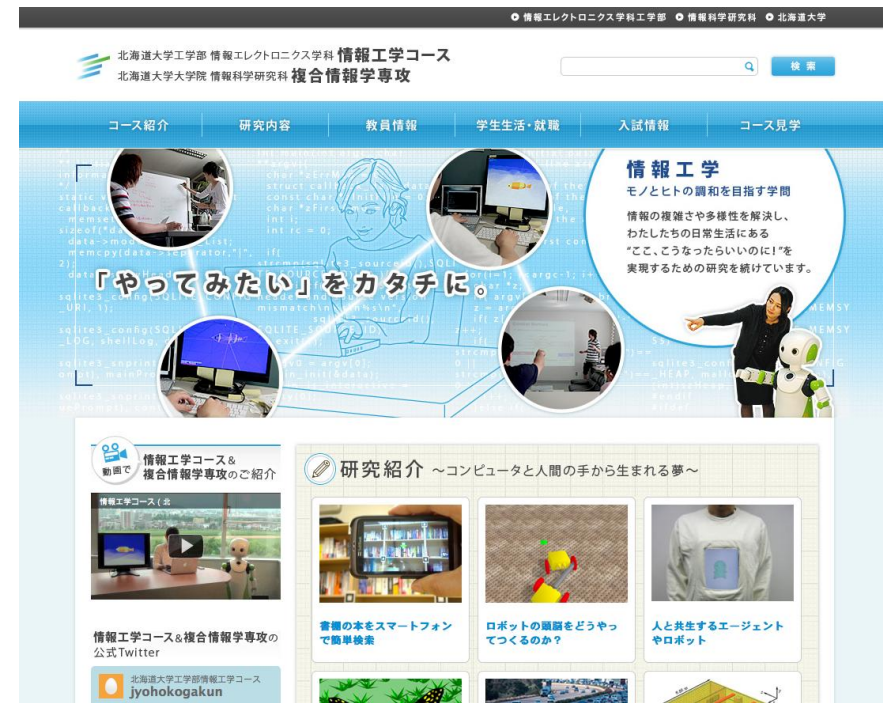 情報エレクトロニクス学科工学部 情報科学研究科 北海道大学
北海道大学工学部 情報エレクトロニクス学科 情報工学コース
北海道大学大学院 情報科学研究科 複合情報学専攻
検索
コース紹介 研究内容 教員情報 学生生活・就職 入試情報 コース見学
「やってみたい」をカタチに。
情報工学
モノとヒトの調和を目指す学問
情報の複雑さや多様性を解決し、
わたしたちの日常生活にある
“ここ、こうなったらいいのに!”を
実現するための研究を続けています。
動画で
情報工学コース&
複合情報学専攻のご紹介
情報工学コース ( 北
情報工学コース&複合情報学専攻の
公式Twitter
北海道大学工学部情報工学コース
jyohokogakun
研究紹介 〜コンピュータと人間の手から生まれる夢〜
書棚の本をスマートフォン
で簡単検索
ロボットの頭脳をどうやっ
てつくるのか?
人と共生するエージェント
やロボット